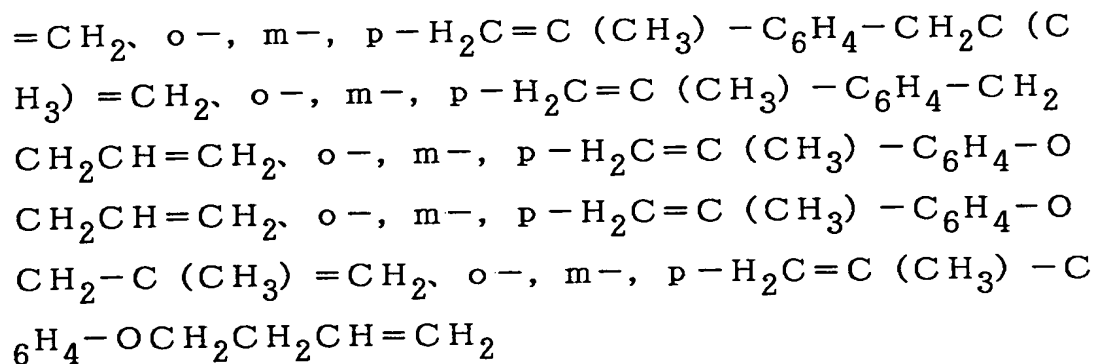 =CH₂、o－, m－, p－H₂C=C (CH₃) －C₆H₄－CH₂C (C
H₃) =CH₂、o－, m－, p－H₂C=C (CH₃) －C₆H₄－CH₂
CH₂CH=CH₂、o－, m－, p－H₂C=C (CH₃) －C₆H₄－O
CH₂CH=CH₂、o－, m－, p－H₂C=C (CH₃) －C₆H₄－O
CH₂－C (CH₃) =CH₂、o－, m－, p－H₂C=C (CH₃) －C
₆H₄－OCH₂CH₂CH=CH₂